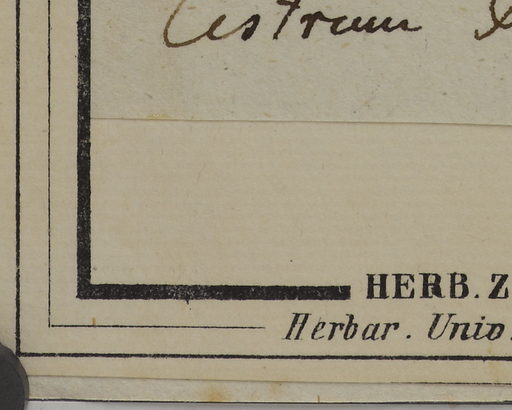 Cestrum
HERB. Z
Herbar. Univ.